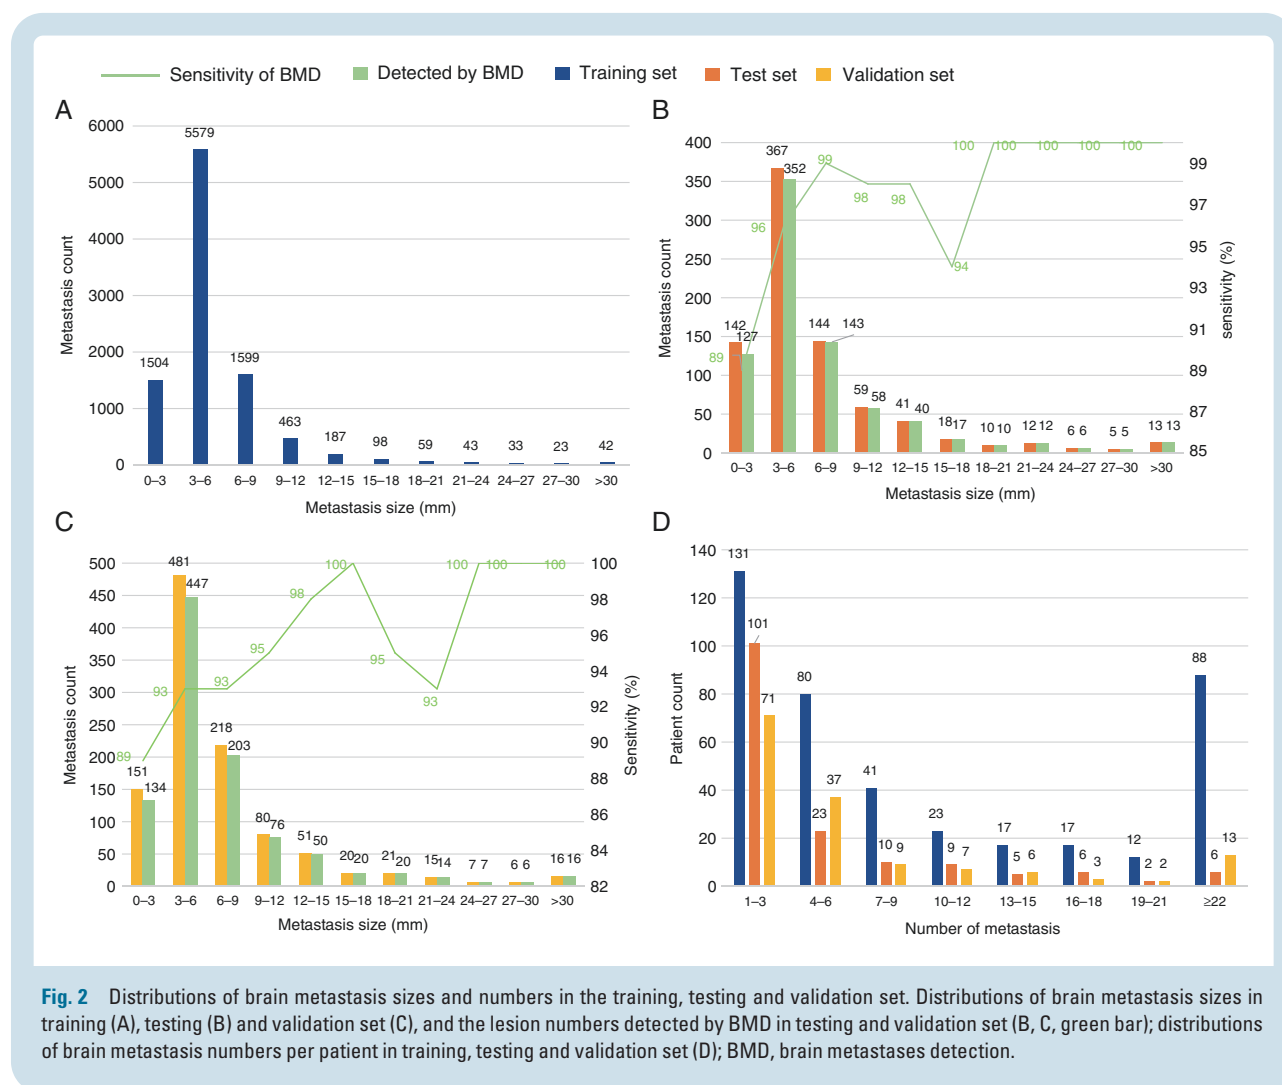 Sensitivity of BMD Detected by BMD Training set Test set Validation set
A
6000
5000
4000
3000
2000
1000
0
Metastasis count
1504 5579 1599 463 187 98 59 43 33 23 42
0–3 3–6 6–9 9–12 12–15 15–18 18–21 21–24 24–27 27–30 >30
Metastasis size (mm)
B
400
350
300
250
200
150
100
50
0
Metastasis count
142 127 367 352 144 143 59 58 41 40 18 17 10 10 12 12 6 6 5 5 13 13
89 96 99 98 98 94 100 100 100 100 100
99
97
95
93
91
89
87
85
sensitivity (%)
0–3 3–6 6–9 9–12 12–15 15–18 18–21 21–24 24–27 27–30 >30
Metastasis size (mm)
C
500
450
400
350
300
250
200
150
100
50
0
Metastasis count
151 134 481 447 218 203 80 76 51 50 20 20 21 20 15 14 7 7 6 6 16 16
89 93 93 95 98 100 95 93 100 100 100
100
98
96
94
92
90
88
86
84
82
Sensitivity (%)
0–3 3–6 6–9 9–12 12–15 15–18 18–21 21–24 24–27 27–30 >30
Metastasis size (mm)
D
140
120
100
80
60
40
20
0
Patient count
131 101 71 80 23 37 41 10 9 23 9 7 17 5 6 17 6 3 12 2 2 88 6 13
1–3 4–6 7–9 10–12 13–15 16–18 19–21 ≥22
Number of metastasis
Fig. 2 Distributions of brain metastasis sizes and numbers in the training, testing and validation set. Distributions of brain metastasis sizes in
training (A), testing (B) and validation set (C), and the lesion numbers detected by BMD in testing and validation set (B, C, green bar); distributions
of brain metastasis numbers per patient in training, testing and validation set (D); BMD, brain metastases detection.